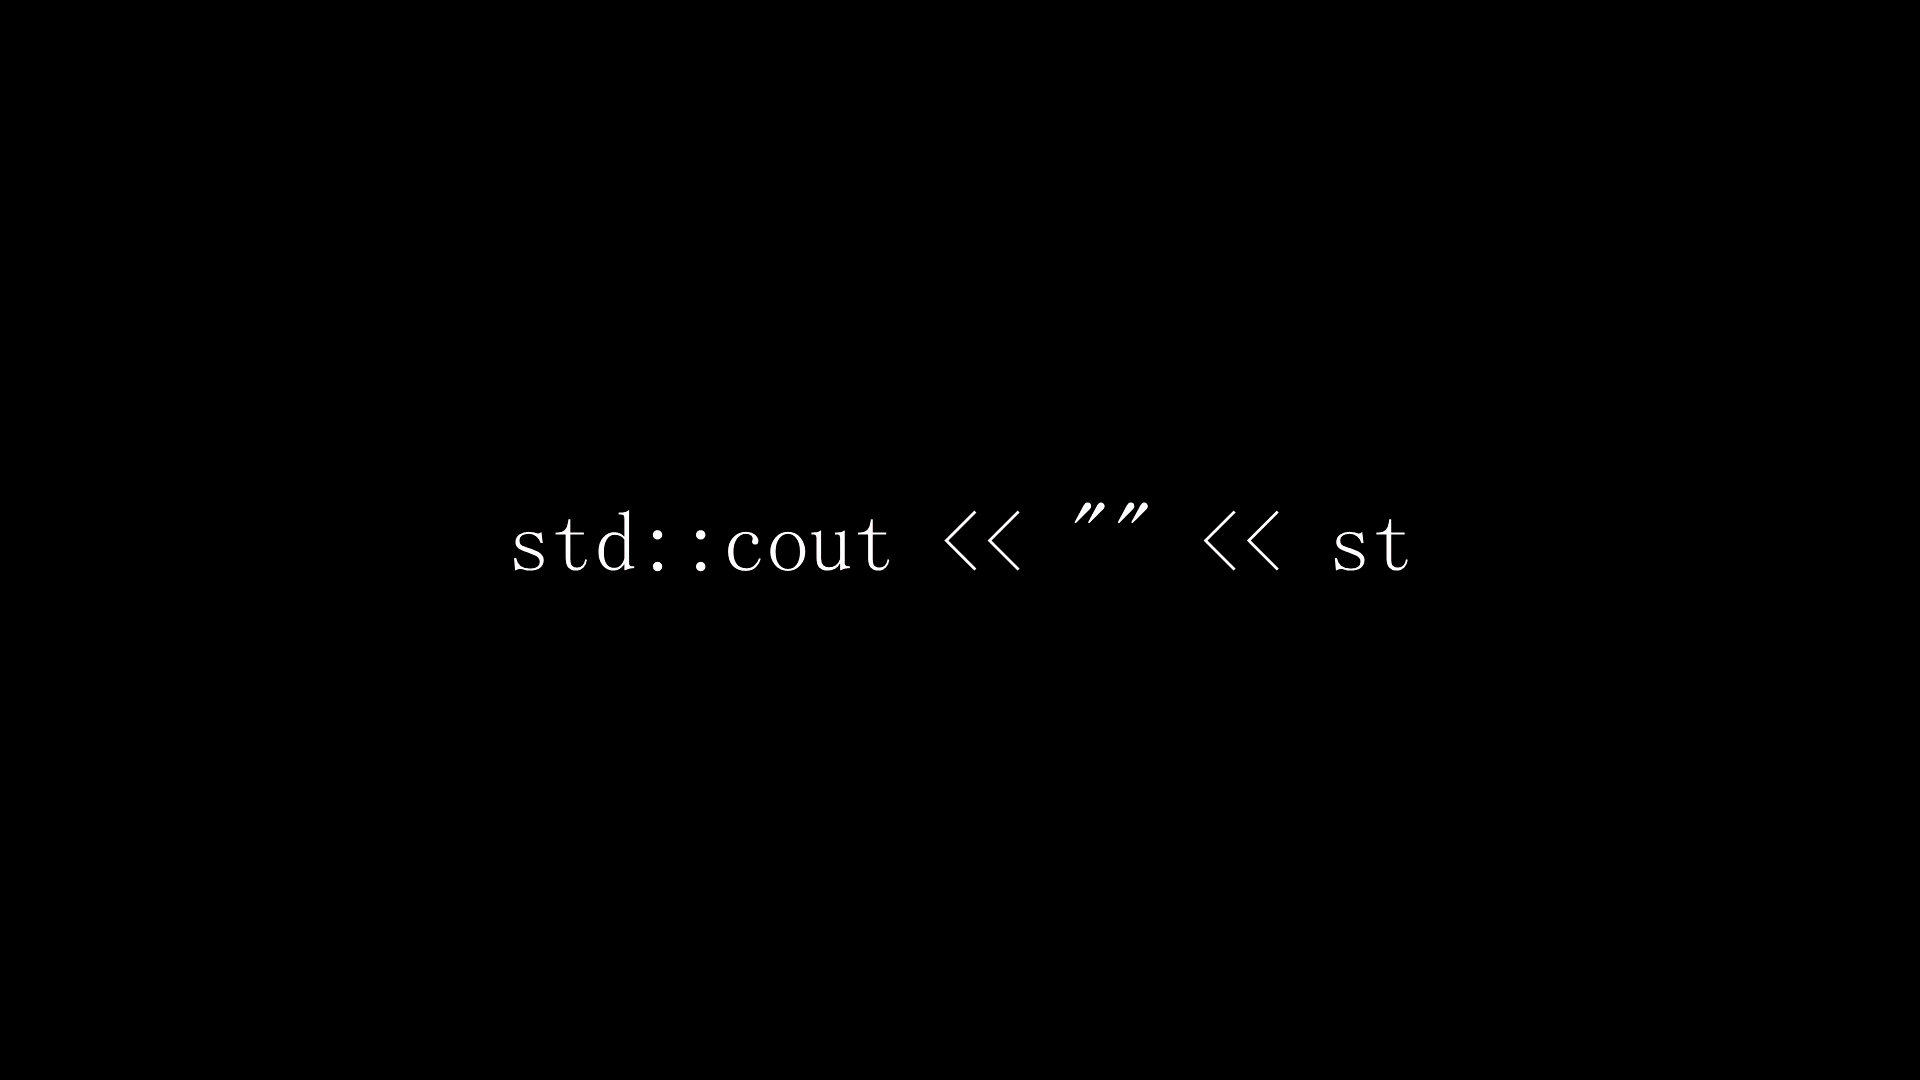 std::cout << "" << st